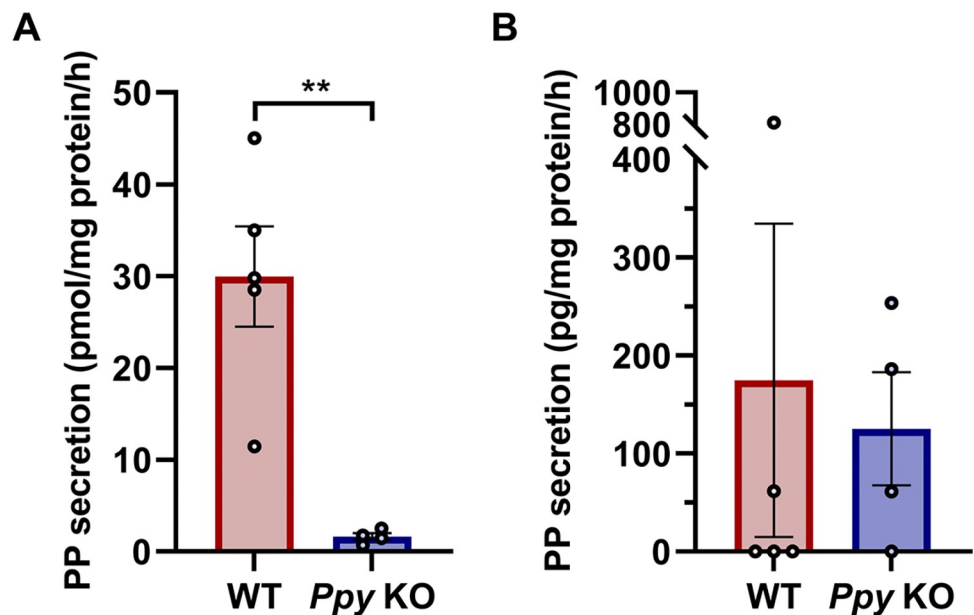 A
PP secretion (pmol/mg protein/h)
50
40
30
20
10
0
**
WT
Ppy KO
B
PP secretion (pg/mg protein/h)
1000
800
400
300
200
100
0
WT
Ppy KO